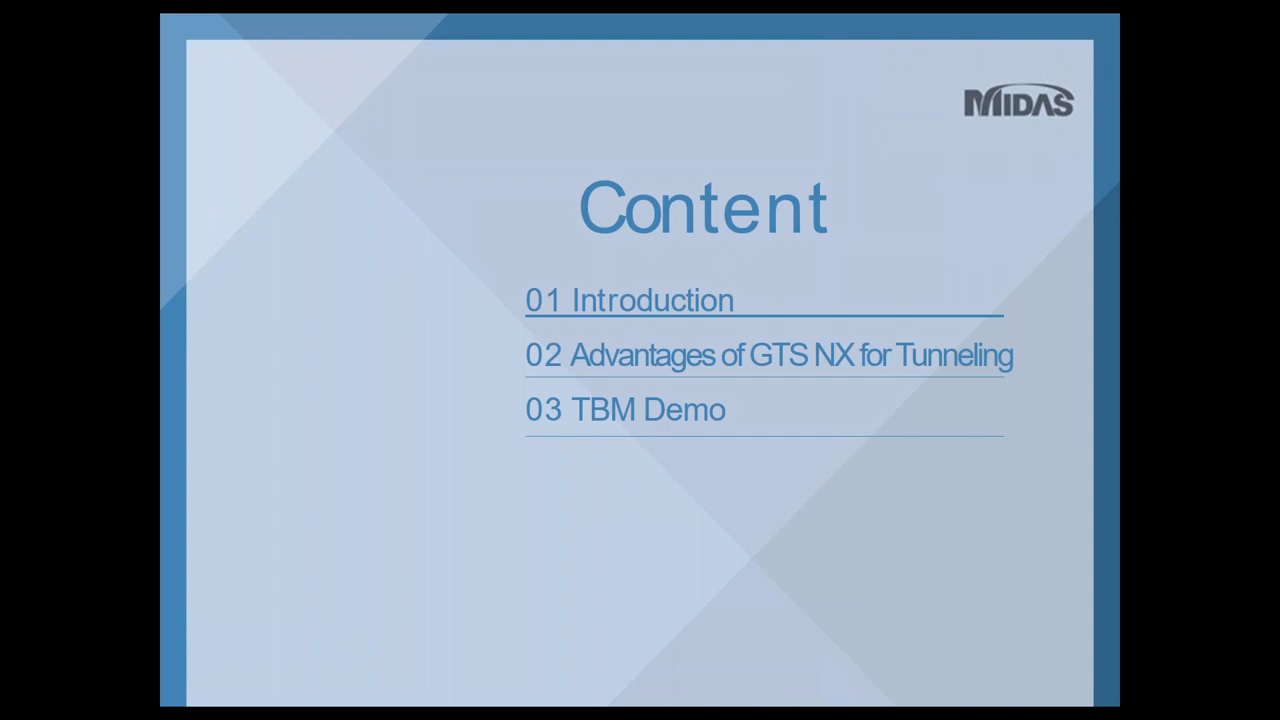 MIDAS
Content
01 Introduction
02 Advantages of GTS NX for Tunneling
03 TBM Demo